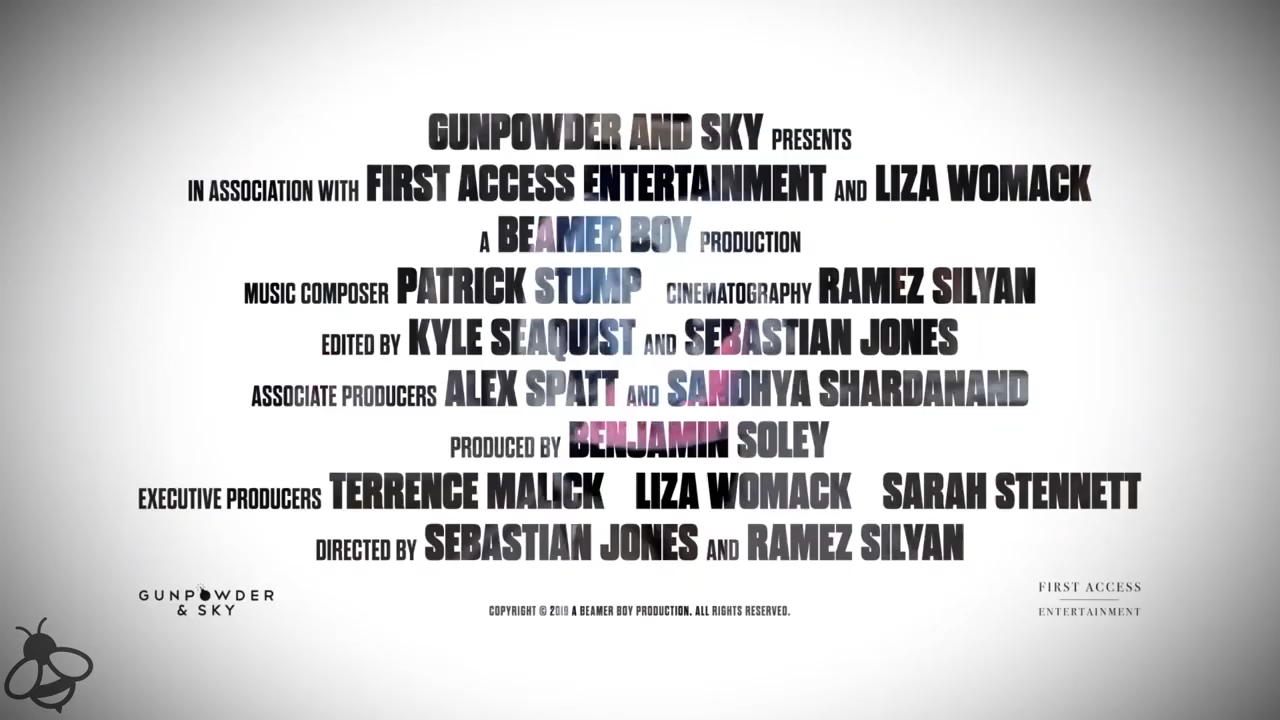 GUNPOWDER AND SKY PRESENTS
IN ASSOCIATION WITH FIRST ACCESS ENTERTAINMENT AND LIZA WOMACK
A BEAMER BOY PRODUCTION
MUSIC COMPOSER PATRICK STUMP CINEMATOGRAPHY RAMEZ SILYAN
EDITED BY KYLE SEAQUIST AND SEBASTIAN JONES
ASSOCIATE PRODUCERS ALEX SPATT AND SANDHYA SHARDANAND
PRODUCED BY BENJAMIN SOLEY
EXECUTIVE PRODUCERS TERRENCE MALICK LIZA WOMACK SARAH STENNETT
DIRECTED BY SEBASTIAN JONES AND RAMEZ SILYAN
GUNPOWDER
& SKY
COPYRIGHT © 2019 A BEAMER BOY PRODUCTION. ALL RIGHTS RESERVED.
FIRST ACCESS
ENTERTAINMENT